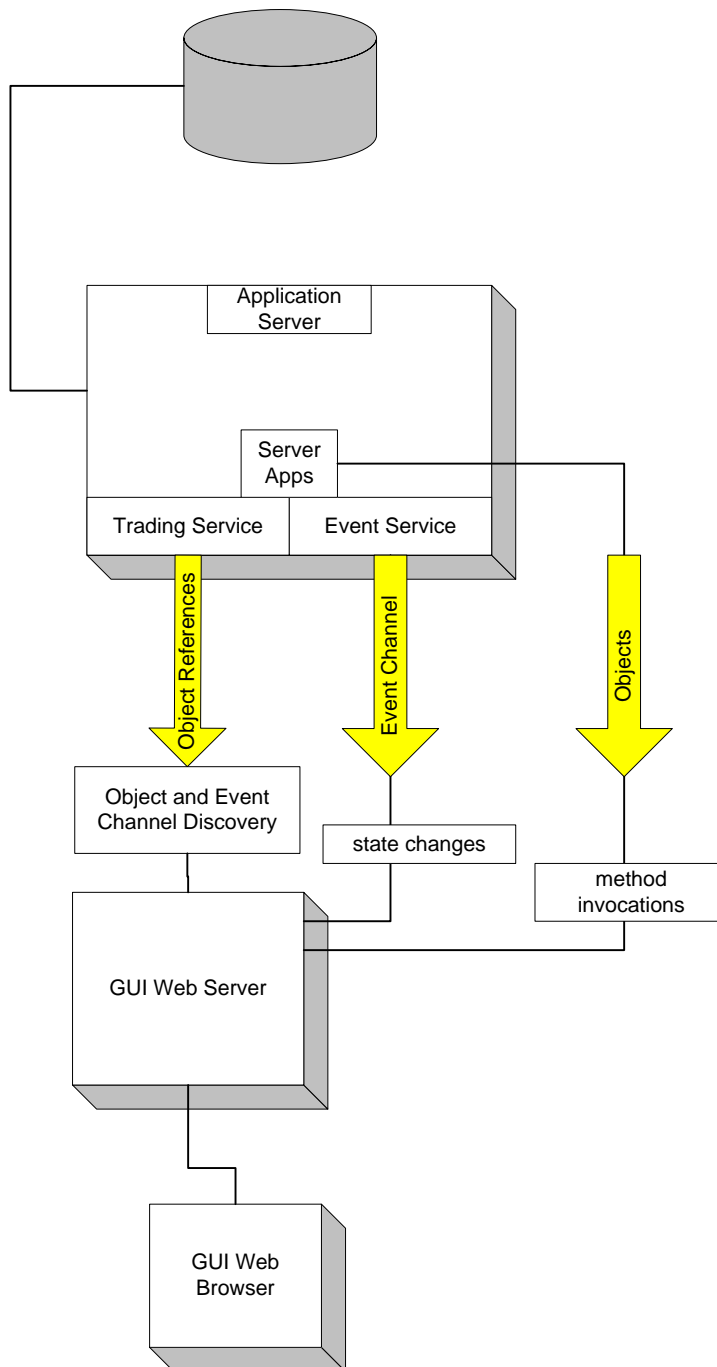 Application
Server
Server
Apps
Trading Service
Event Service
Object References
Event Channel
Objects
Object and Event
Channel Discovery
state changes
method
invocations
GUI Web Server
GUI Web
Browser